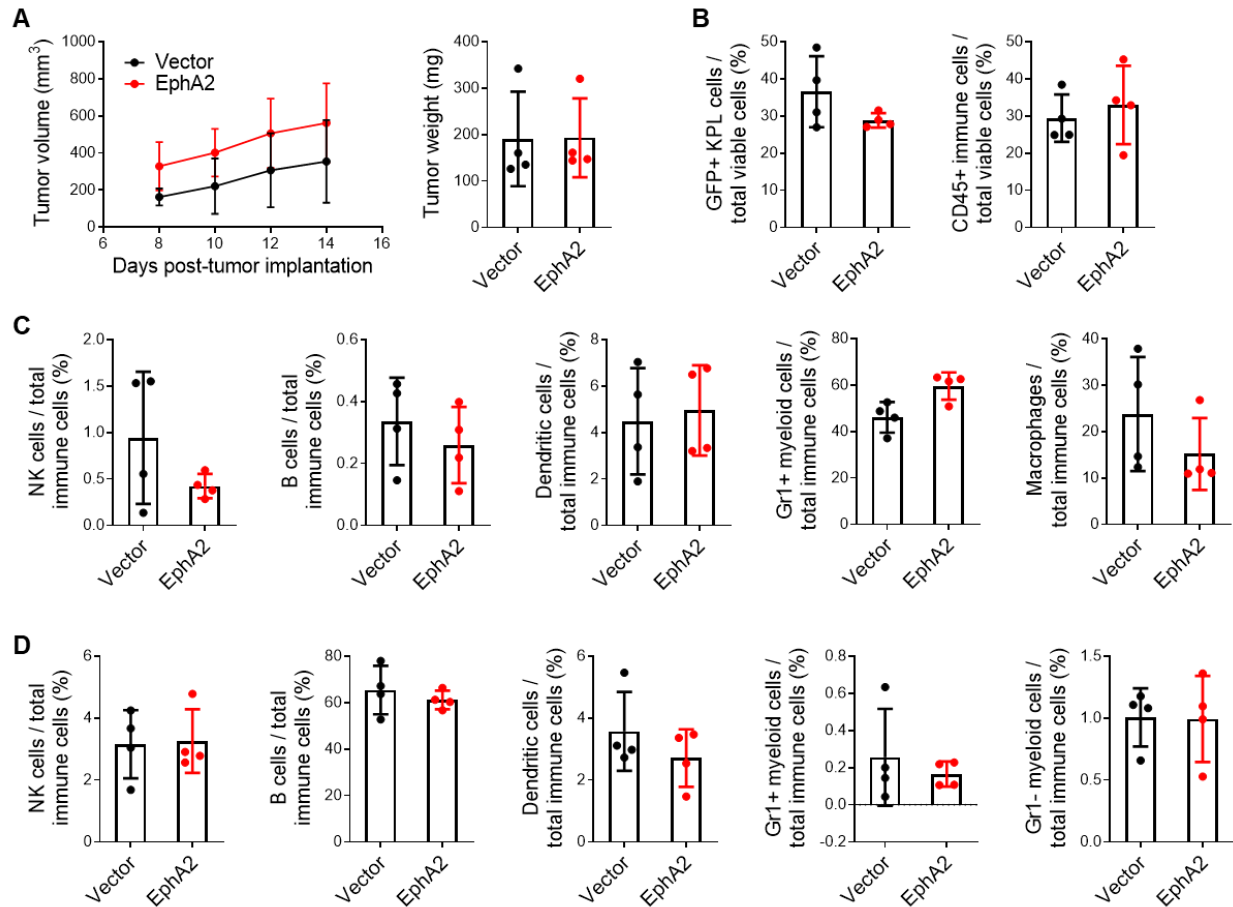 A
Tumor volume (mm3)
1000
800
600
400
200
0
Vector
EphA2
6
8
10
12
14
16
Days post-tumor implantation
Tumor weight (mg)
400
300
200
100
0
Vector
EphA2
B
GFP+ KPL cells /
total viable cells (%)
50
40
30
20
10
0
Vector
EphA2
CD45+ immune cells /
total viable cells (%)
50
40
30
20
10
0
Vector
EphA2
C
NK cells / total
immune cells (%)
2.0
1.5
1.0
0.5
0.0
Vector
EphA2
B cells / total
immune cells (%)
0.6
0.4
0.2
0.0
Vector
EphA2
Dendritic cells /
total immune cells (%)
8
6
4
2
0
Vector
EphA2
Gr1+ myeloid cells /
total immune cells (%)
80
60
40
20
0
Vector
EphA2
Macrophages /
total immune cells (%)
40
30
20
10
0
Vector
EphA2
D
NK cells / total
immune cells (%)
6
4
2
0
Vector
EphA2
B cells / total
immune cells (%)
80
60
40
20
0
Vector
EphA2
Dendritic cells /
total immune cells (%)
6
4
2
0
Vector
EphA2
Gr1+ myeloid cells /
total immune cells (%)
0.8
0.6
0.4
0.2
0.0
-0.2
Vector
EphA2
Gr1- myeloid cells /
total immune cells (%)
1.5
1.0
0.5
0.0
Vector
EphA2